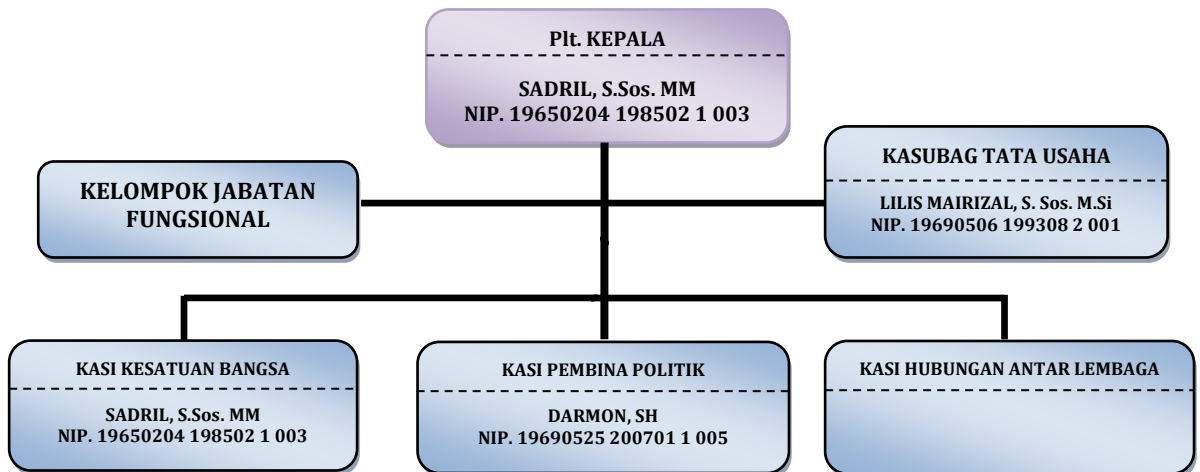 Plt. KEPALA
SADRIL, S.Sos. MM
NIP. 19650204 198502 1 003
KELOMPOK JABATAN
FUNGSIONAL
KASUBAG TATA USAHA
LILIS MAIRIZAL, S. Sos. M.Si
NIP. 19690506 199308 2 001
KASI KESATUAN BANGSA
SADRIL, S.Sos. MM
NIP. 19650204 198502 1 003
KASI PEMBINA POLITIK
DARMON, SH
NIP. 19690525 200701 1 005
KASI HUBUNGAN ANTAR LEMBAGA